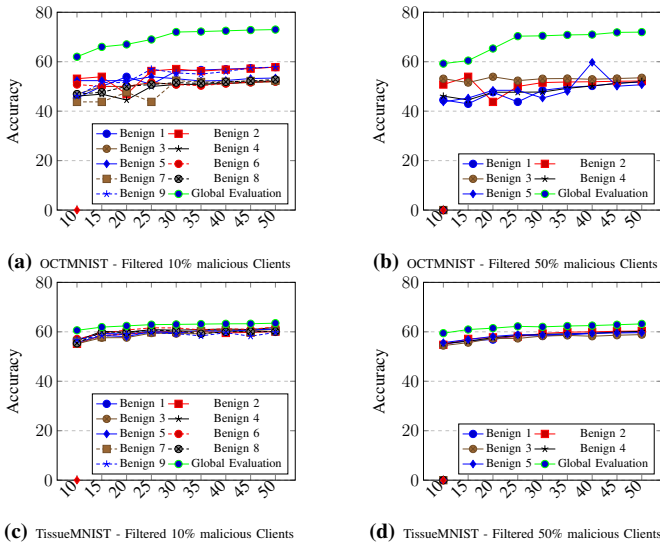 80
60
40
20
0
Accuracy
Benign 1
Benign 2
Benign 3
Benign 4
Benign 5
Benign 6
Benign 7
Benign 8
Benign 9
Global Evaluation
10 15 20 25 30 35 40 45 50
(a) OCTMNIST - Filtered 10% malicious Clients
80
60
40
20
0
Accuracy
Benign 1
Benign 2
Benign 3
Benign 4
Benign 5
Global Evaluation
10 15 20 25 30 35 40 45 50
(b) OCTMNIST - Filtered 50% malicious Clients
80
60
40
20
0
Accuracy
Benign 1
Benign 2
Benign 3
Benign 4
Benign 5
Benign 6
Benign 7
Benign 8
Benign 9
Global Evaluation
10 15 20 25 30 35 40 45 50
(c) TissueMNIST - Filtered 10% malicious Clients
80
60
40
20
0
Accuracy
Benign 1
Benign 2
Benign 3
Benign 4
Benign 5
Global Evaluation
10 15 20 25 30 35 40 45 50
(d) TissueMNIST - Filtered 50% malicious Clients